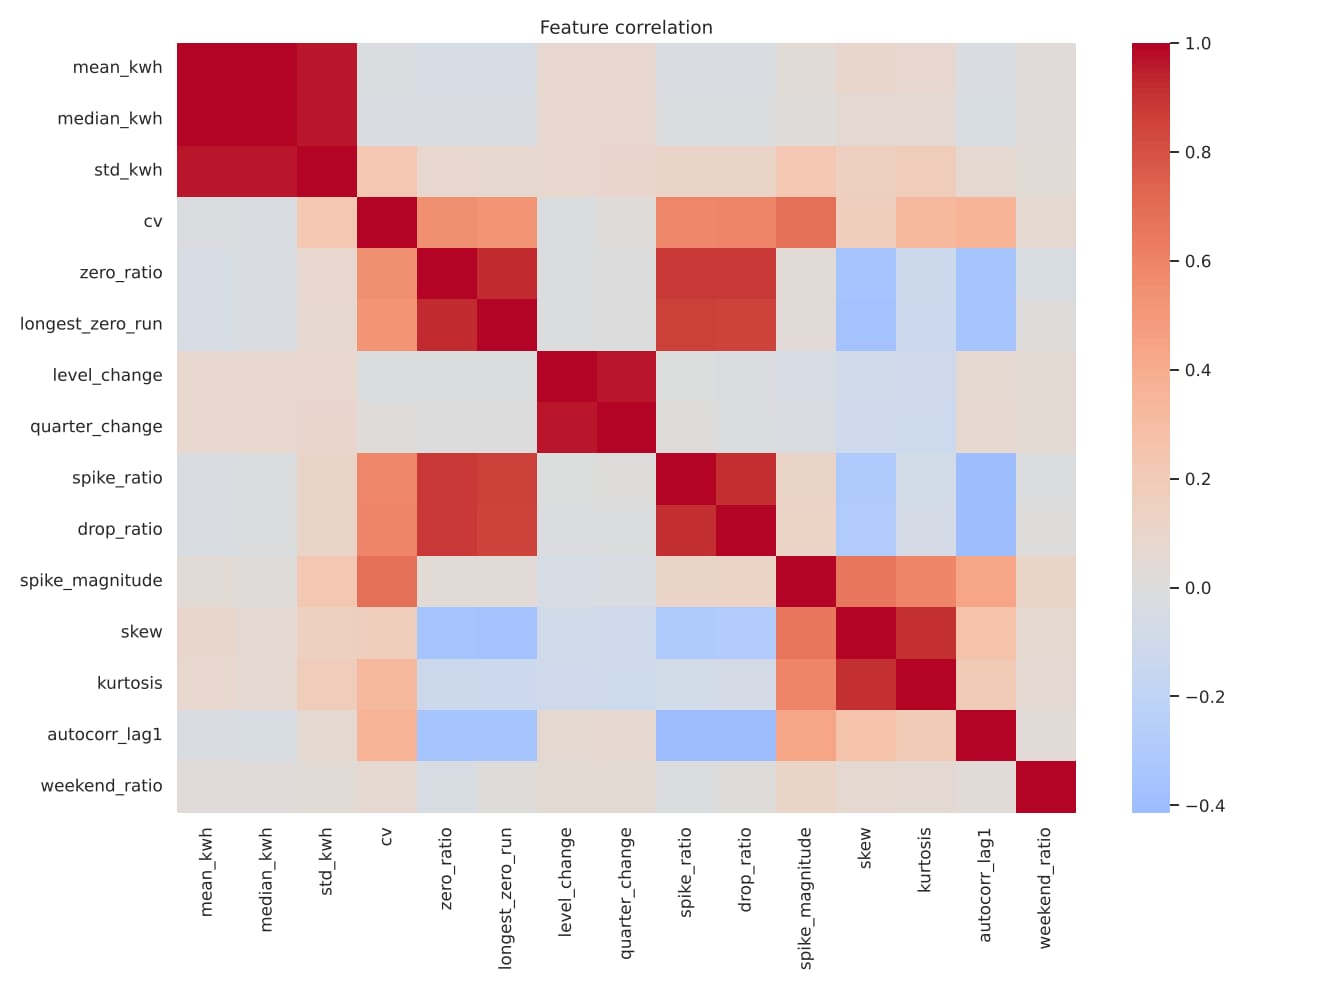 Feature correlation
mean_kwh
median_kwh
std_kwh
cv
zero_ratio
longest_zero_run
level_change
quarter_change
spike_ratio
drop_ratio
spike_magnitude
skew
kurtosis
autocorr_lag1
weekend_ratio
mean_kwh
median_kwh
std_kwh
cv
zero_ratio
longest_zero_run
level_change
quarter_change
spike_ratio
drop_ratio
spike_magnitude
skew
kurtosis
autocorr_lag1
weekend_ratio
1.0
0.8
0.6
0.4
0.2
0.0
−0.2
−0.4